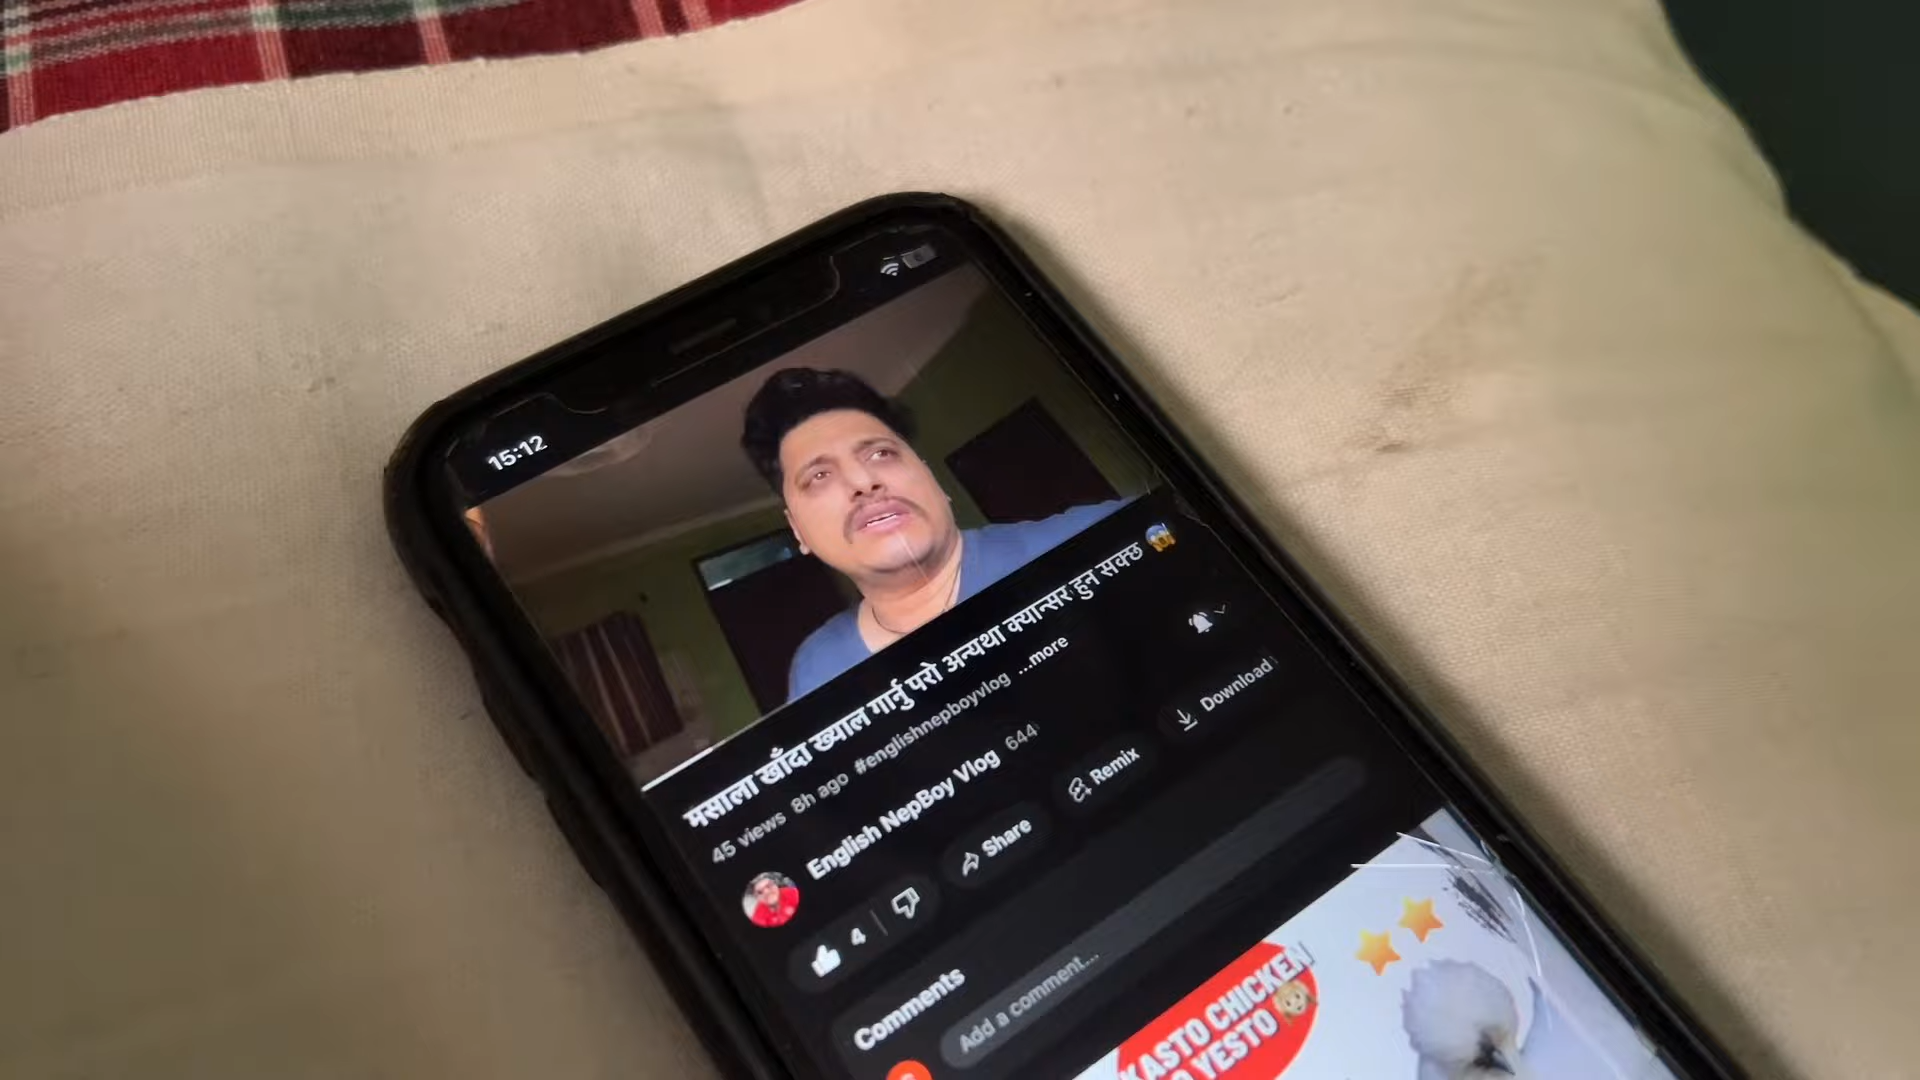 15:12
मसाला खाँदा ख्याल गार्नु परो अन्यथा क्यान्सर हुन सक्छ 😱
45 views 8h ago #englishnepboyvlog ...more
English NepBoy Vlog 644
4
Share
Remix
Download
Comments
Add a comment...
KASTO CHICKEN
YESTO